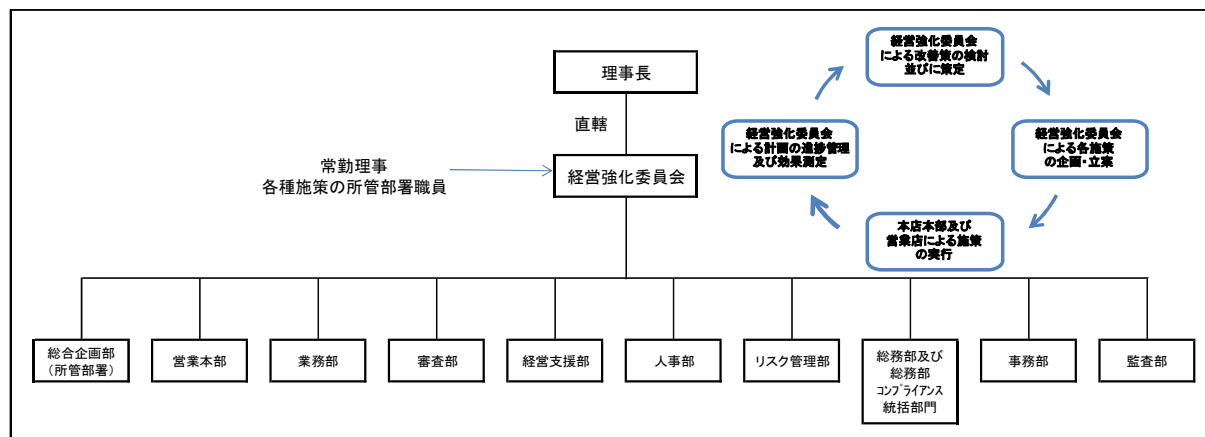 理事長
直轄
常勤理事
各種施策の所管部署職員
経営強化委員会
経営強化委員会
による改善策の検討
並びに策定
経営強化委員会
による計画の進捗管理
及び効果測定
経営強化委員会
による各施策
の企画・立案
本店本部及び
営業店による施策
の実行
総合企画部
（所管部署）
営業本部
業務部
審査部
経営支援部
人事部
リスク管理部
総務部及び
総務部
ｺﾝﾌﾟﾗｲｱﾝｽ
統括部門
事務部
監査部